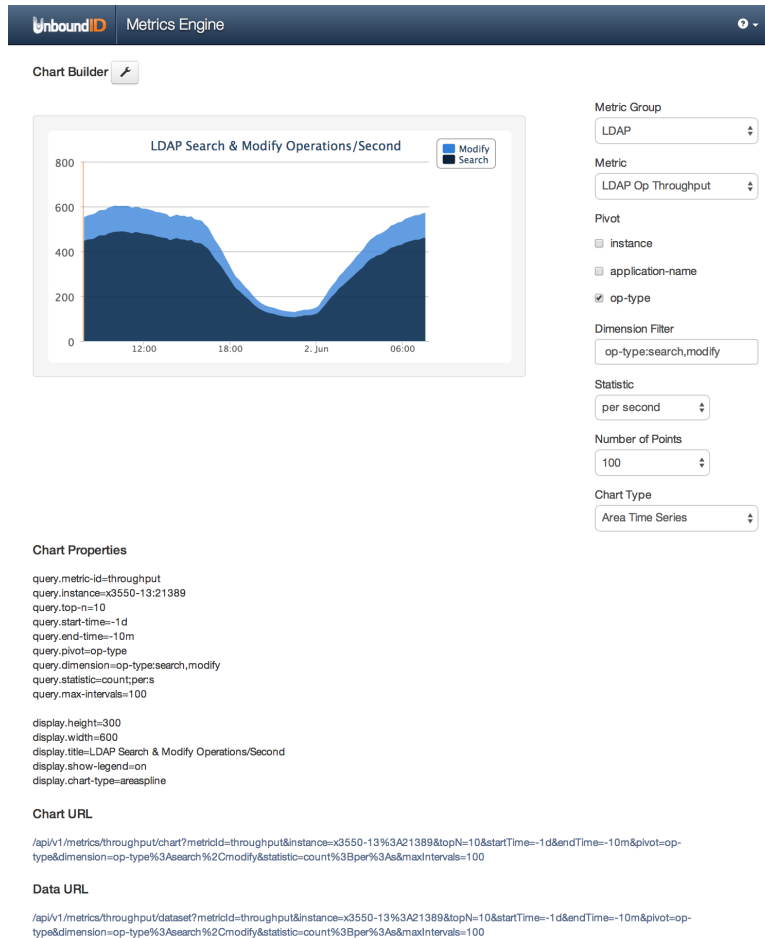 UnboundID Metrics Engine
?
Chart Builder
Metric Group
LDAP
Metric
LDAP Op Throughput
Pivot
instance
application-name
op-type
Dimension Filter
op-type:search,modify
Statistic
per second
Number of Points
100
Chart Type
Area Time Series
LDAP Search & Modify Operations/Second
Modify
Search
800
600
400
200
0
12:00 18:00 2. Jun 06:00
Chart Properties
query.metric-id=throughput
query.instance=x3550-13:21389
query.top-n=10
query.start-time=-1d
query.end-time=-10m
query.pivot=op-type
query.dimension=op-type:search,modify
query.statistic=count;per:s
query.max-intervals=100
display.height=300
display.width=600
display.title=LDAP Search & Modify Operations/Second
display.show-legend=on
display.chart-type=areaspline
Chart URL
/api/v1/metrics/throughput/chart?metricId=throughput&instance=x3550-13%3A21389&topN=10&startTime=-1d&endTime=-10m&pivot=op-
type&dimension=op-type%3Asearch%2Cmodify&statistic=count%3Bper%3As&maxIntervals=100
Data URL
/api/v1/metrics/throughput/dataset?metricId=throughput&instance=x3550-13%3A21389&topN=10&startTime=-1d&endTime=-10m&pivot=op-
type&dimension=op-type%3Asearch%2Cmodify&statistic=count%3Bper%3As&maxIntervals=100